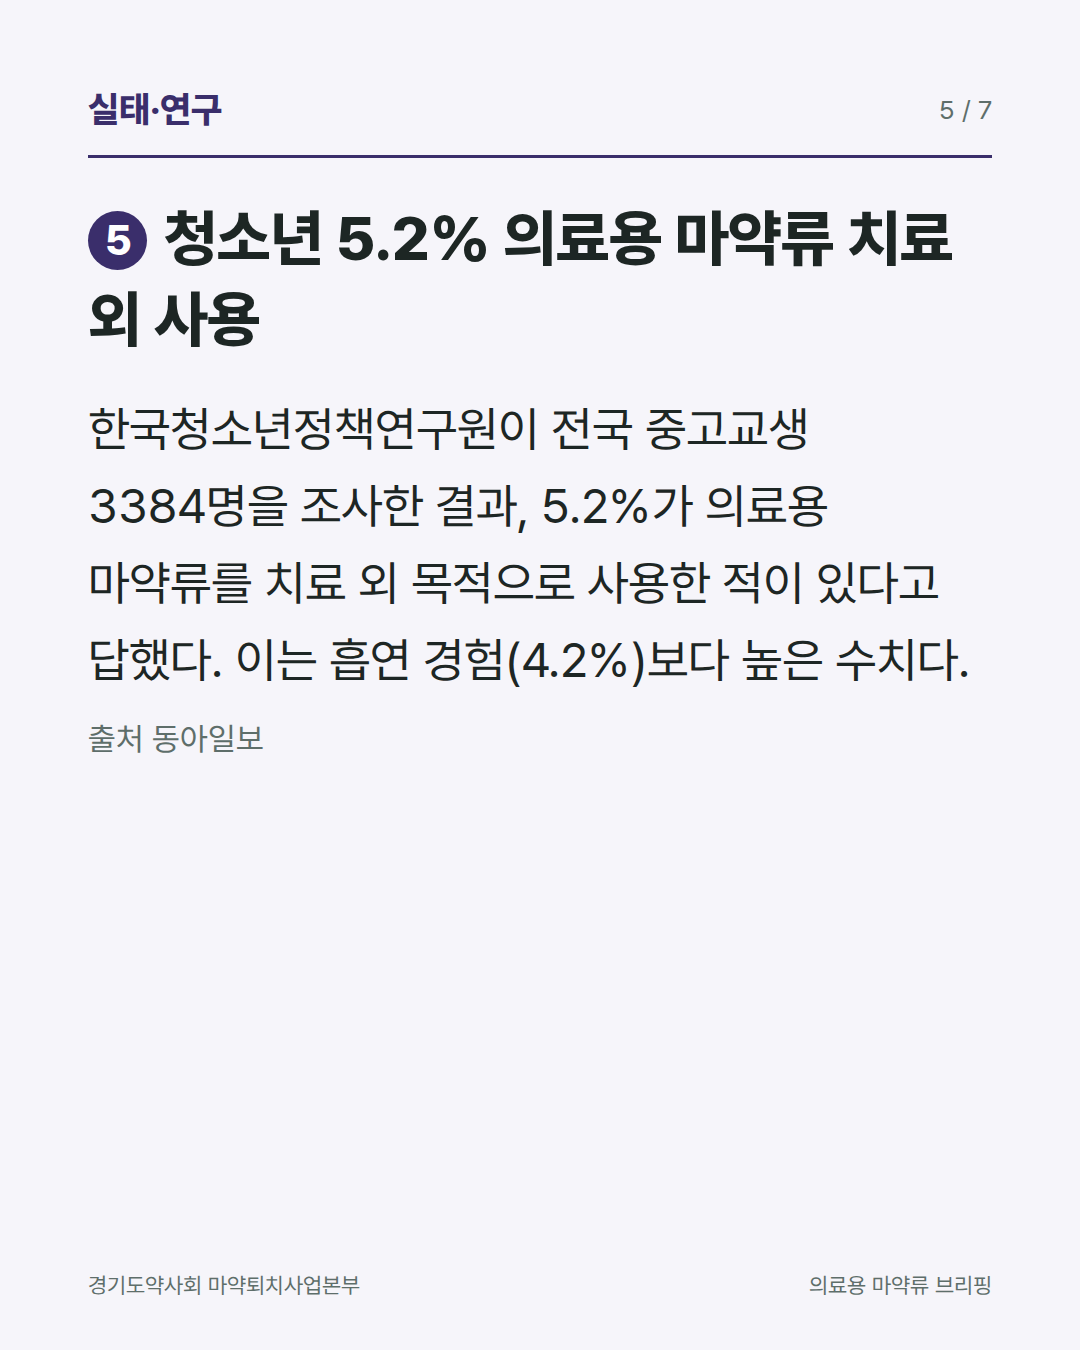 실태·연구
5 / 7
5 청소년 5.2% 의료용 마약류 치료
외 사용
한국청소년정책연구원이 전국 중고교생
3384명을 조사한 결과, 5.2%가 의료용
마약류를 치료 외 목적으로 사용한 적이 있다고
답했다. 이는 흡연 경험(4.2%)보다 높은 수치다.
출처 동아일보
경기도약사회 마약퇴치사업본부
의료용 마약류 브리핑